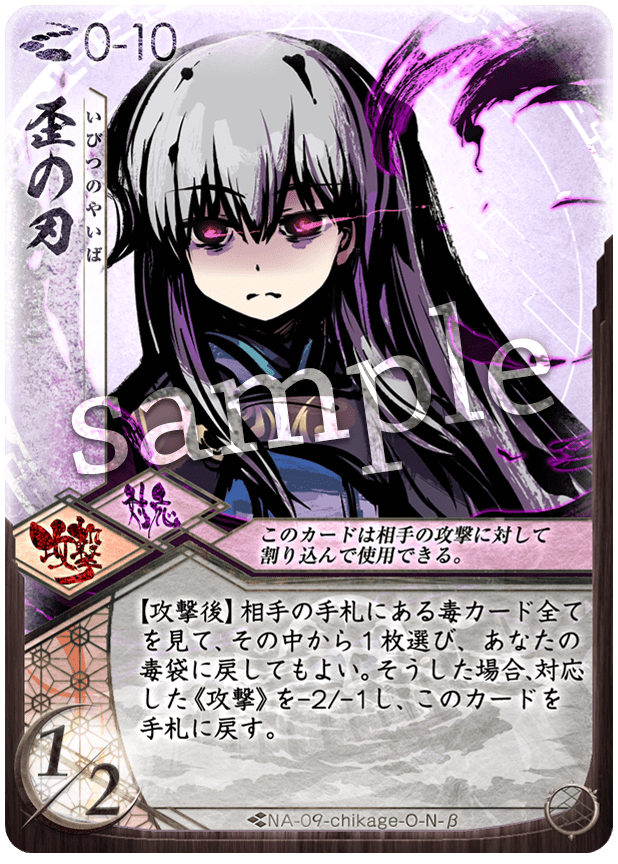 0-10
歪の刃
いびつのやいば
sample
攻撃
対応
このカードは相手の攻撃に対して
割り込んで使用できる。
【攻撃後】相手の手札にある毒カード全て
を見て、その中から1枚選び、あなたの
毒袋に戻してもよい。そうした場合、対応
した《攻撃》を-2/-1し、このカードを
手札に戻す。
1/2
NA-09-chikage-O-N-β